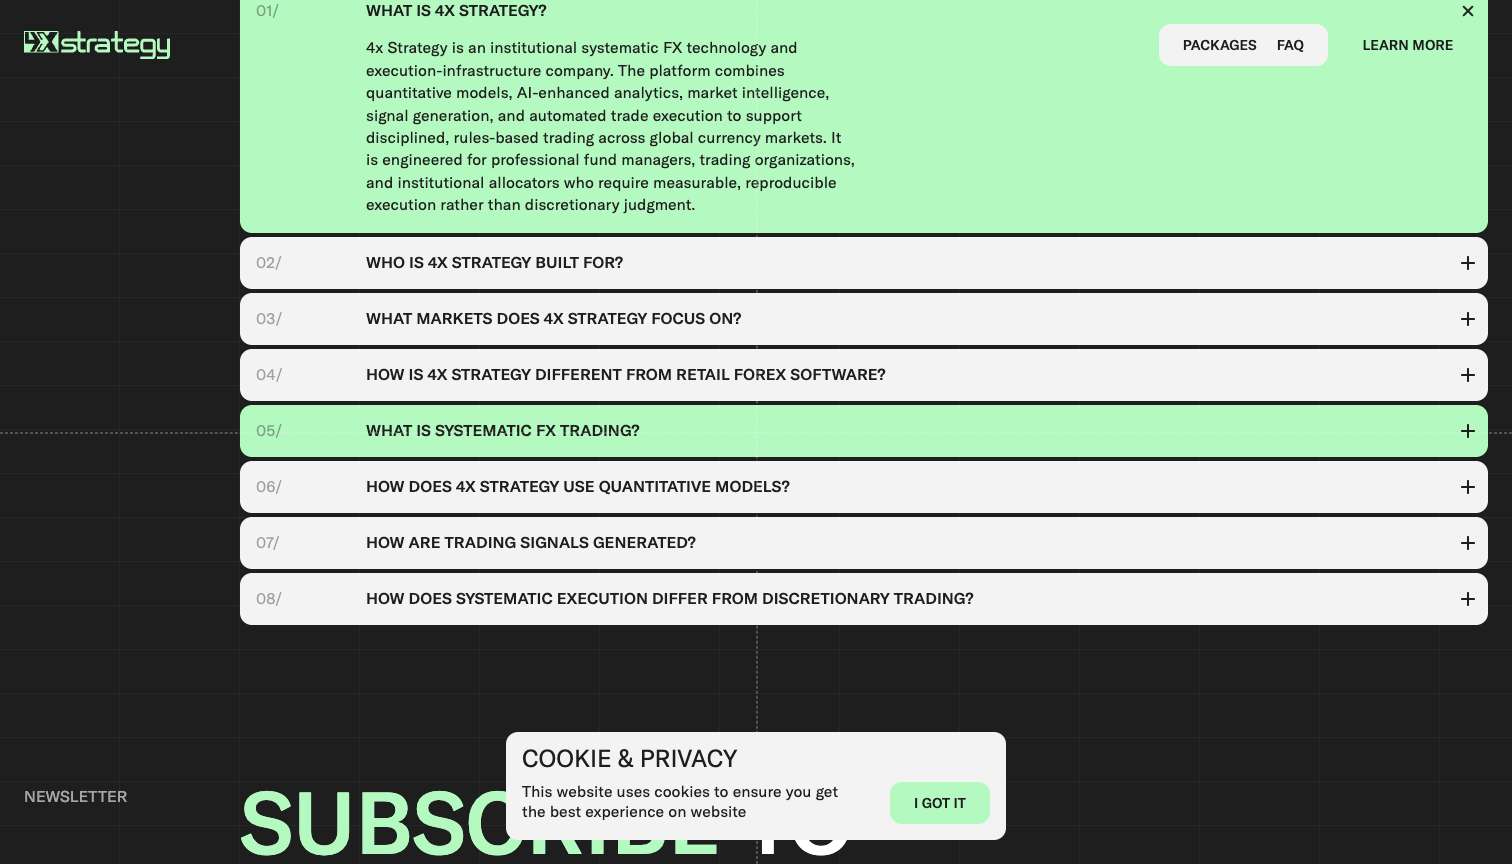 01/
WHAT IS 4X STRATEGY?
4x Strategy is an institutional systematic FX technology and
execution-infrastructure company. The platform combines
quantitative models, AI-enhanced analytics, market intelligence,
signal generation, and automated trade execution to support
disciplined, rules-based trading across global currency markets. It
is engineered for professional fund managers, trading organizations,
and institutional allocators who require measurable, reproducible
execution rather than discretionary judgment.
4Xstrategy
PACKAGES FAQ
LEARN MORE
02/ WHO IS 4X STRATEGY BUILT FOR?
03/ WHAT MARKETS DOES 4X STRATEGY FOCUS ON?
04/ HOW IS 4X STRATEGY DIFFERENT FROM RETAIL FOREX SOFTWARE?
05/ WHAT IS SYSTEMATIC FX TRADING?
06/ HOW DOES 4X STRATEGY USE QUANTITATIVE MODELS?
07/ HOW ARE TRADING SIGNALS GENERATED?
08/ HOW DOES SYSTEMATIC EXECUTION DIFFER FROM DISCRETIONARY TRADING?
COOKIE & PRIVACY
This website uses cookies to ensure you get
the best experience on website
I GOT IT
NEWSLETTER
SUBSCRIBE TO